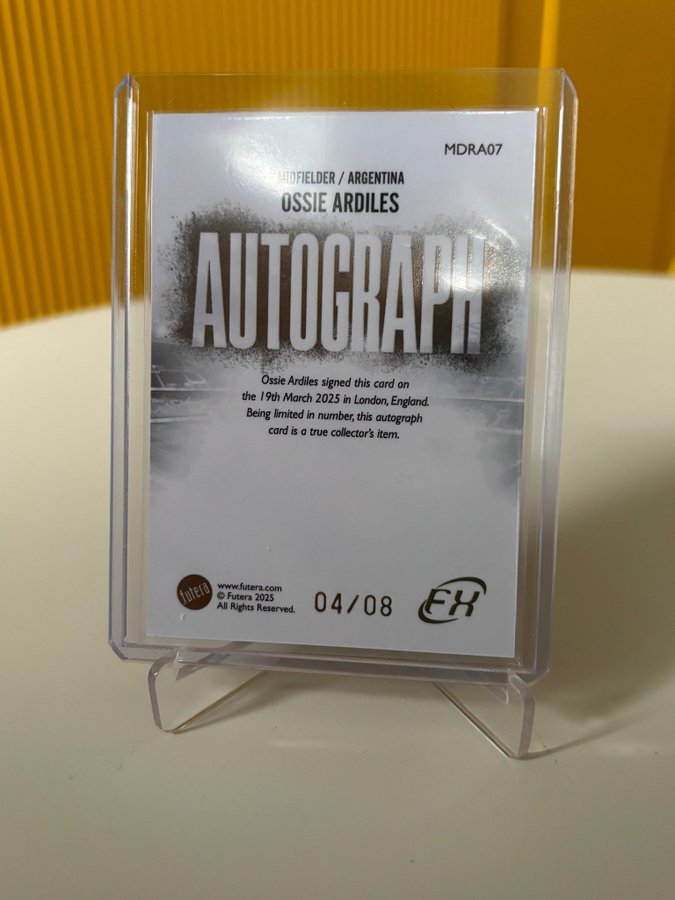 MDRA07
MIDFIELDER / ARGENTINA
OSSIE ARDILES
AUTOGRAPH
Ossie Ardiles signed this card on
the 19th March 2025 in London, England.
Being limited in number, this autograph
card is a true collector's item.
futera
www.futera.com
© Futera 2025
All Rights Reserved.
04/08
FX